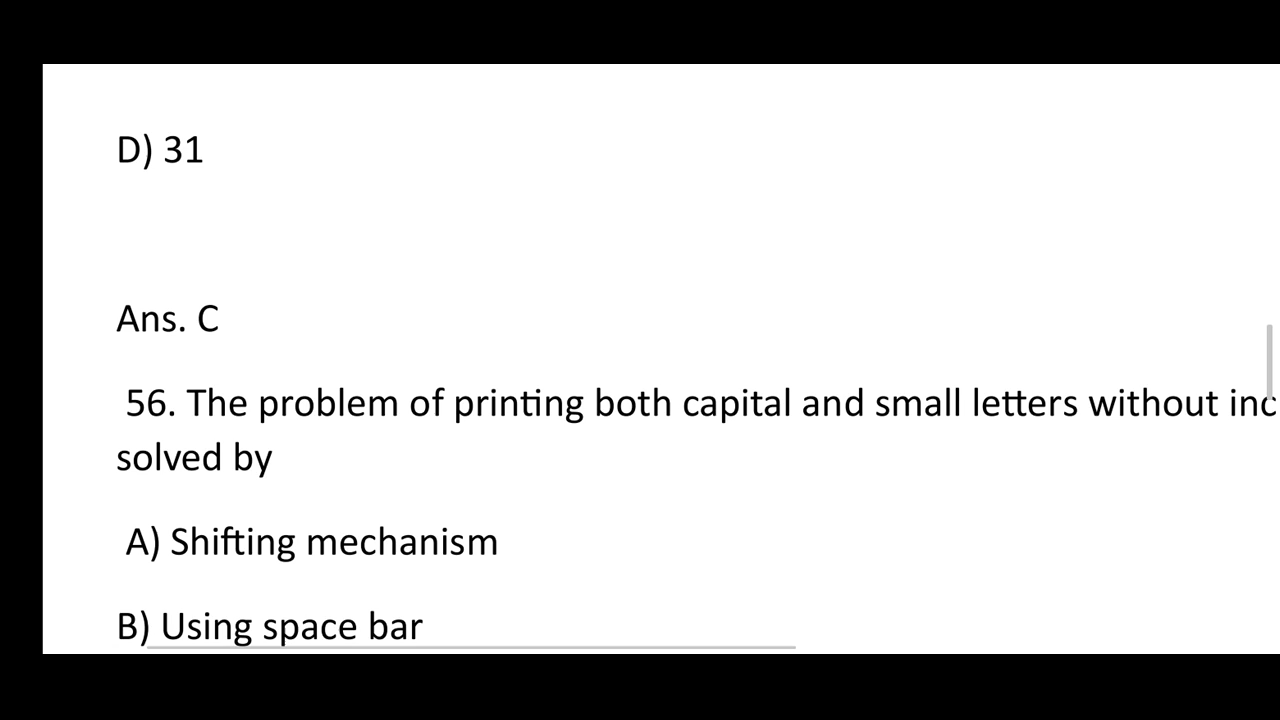 D) 31
Ans. C
56. The problem of printing both capital and small letters without
solved by
A) Shifting mechanism
B) Using space bar